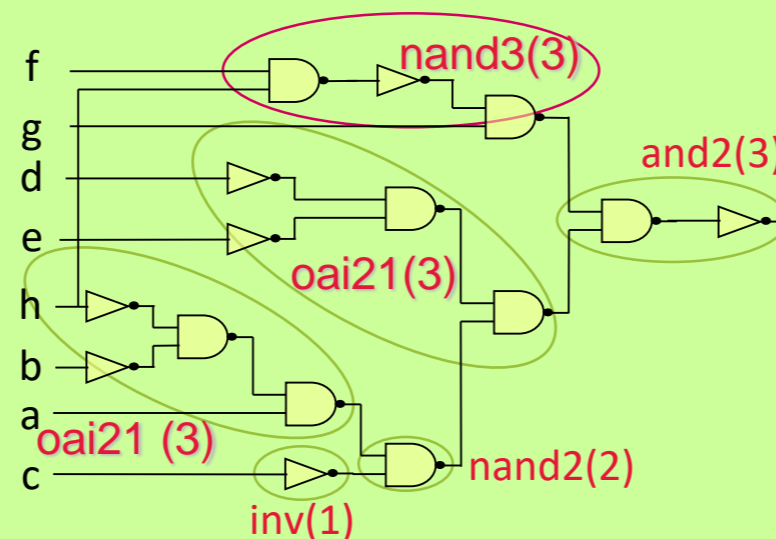 f
nand3(3)
g
and2(3)
d
e
oai21(3)
h
b
a
oai21 (3)
nand2(2)
c
inv(1)